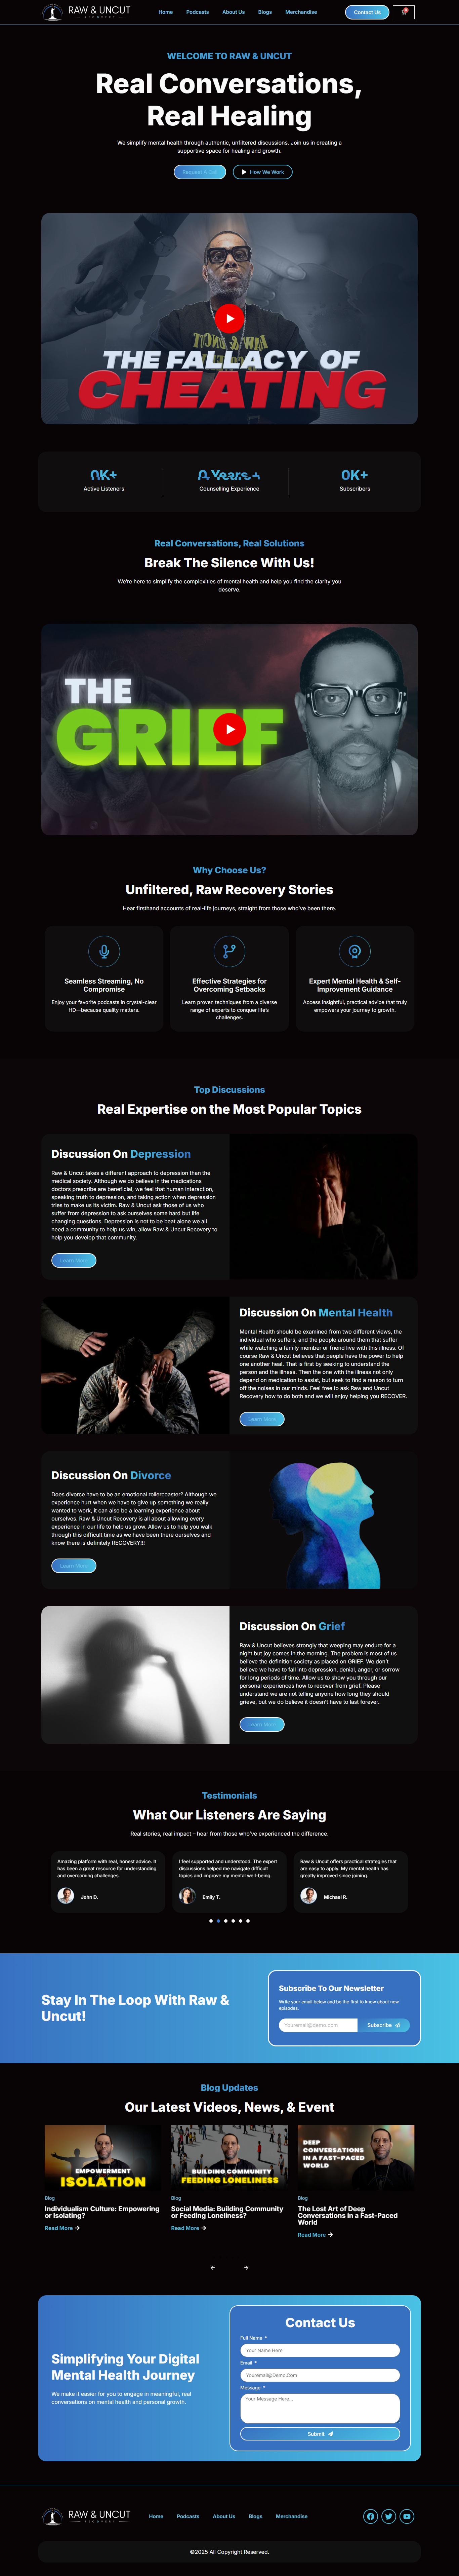 RAW & UNCUT
RECOVERY
Home
Podcasts
About Us
Blogs
Merchandise
Contact Us
WELCOME TO RAW & UNCUT
Real Conversations,
Real Healing
We simplify mental health through authentic, unfiltered discussions. Join us in creating a
supportive space for healing and growth.
How We Work
THE FALLACY OF
CHEATING
0K+
Active Listeners
0 Years +
Counselling Experience
0K+
Subscribers
Real Conversations, Real Solutions
Break The Silence With Us!
We're here to simplify the complexities of mental health and help you find the clarity you
deserve.
THE
GRIEF
Why Choose Us?
Unfiltered, Raw Recovery Stories
Hear firsthand accounts of real-life journeys, straight from those who've been there.
Seamless Streaming, No
Compromise
Enjoy your favorite podcasts in crystal-clear
HD—because quality matters.
Effective Strategies for
Overcoming Setbacks
Learn proven techniques from a diverse
range of experts to conquer life's
challenges.
Expert Mental Health & Self-
Improvement Guidance
Access insightful, practical advice that truly
empowers your journey to growth.
Top Discussions
Real Expertise on the Most Popular Topics
Discussion On Depression
Raw & Uncut takes a different approach to depression than the
medical society. Although we do believe in the medications
doctors prescribe are beneficial, we feel that human interaction,
speaking truth to depression, and taking action when depression
tries to make us its victim. Raw & Uncut ask those of us who
suffer from depression to ask ourselves some hard but life
changing questions. Depression is not to be beat alone we all
need a community to help us win, allow Raw & Uncut Recovery to
help you develop that community.
Learn More
Discussion On Mental Health
Mental Health should be examined from two different views, the
individual who suffers, and the people around them that suffer
while watching a family member or friend live with this illness. Of
course Raw & Uncut believes that people have the power to help
one another heal. That is first by seeking to understand the
person and the illness. Then the one with the illness not only
depend on medication to assist, but seek to find a reason to turn
off the noises in our minds. Feel free to ask Raw and Uncut
Recovery how to do both and we will enjoy helping you RECOVER.
Learn More
Discussion On Divorce
Does divorce have to be an emotional rollercoaster? Although we
experience hurt when we have to give up something we really
wanted to work, it can also be a learning experience about
ourselves. Raw & Uncut Recovery is all about allowing every
experience in our life to help us grow. Allow us to help you walk
through this difficult time as we have been there ourselves and
know there is definitely RECOVERY!!!
Learn More
Discussion On Grief
Raw & Uncut believes strongly that weeping may endure for a
night but joy comes in the morning. The problem is most of us
believe the definition society as placed on GRIEF. We don't
believe we have to fall into depression, denial, anger, or sorrow
for long periods of time. Allow us to show you through our
personal experiences how to recover from grief. Please
understand we are not telling anyone how long they should
grieve, but we do believe it doesn't have to last forever.
Learn More
Testimonials
What Our Listeners Are Saying
Real stories, real impact – hear from those who've experienced the difference.
Amazing platform with real, honest advice. It
has been a great resource for understanding
and overcoming challenges.
John D.
I feel supported and understood. The expert
discussions helped me navigate difficult
topics and improve my mental well-being.
Emily T.
Raw & Uncut offers practical strategies that
are easy to apply. My mental health has
greatly improved since joining.
Michael R.
Stay In The Loop With Raw &
Uncut!
Subscribe To Our Newsletter
Write your email below and be the first to know about new
episodes.
Youremail@demo.com
Subscribe
Blog Updates
Our Latest Videos, News, & Event
EMPOWERMENT
ISOLATION
Blog
Individualism Culture: Empowering
or Isolating?
Read More
BUILDING COMMUNITY
FEEDING LONELINESS
Blog
Social Media: Building Community
or Feeding Loneliness?
Read More
DEEP
CONVERSATIONS
IN A FAST-PACED
WORLD
Blog
The Lost Art of Deep
Conversations in a Fast-Paced
World
Read More
Simplifying Your Digital
Mental Health Journey
We make it easier for you to engage in meaningful, real
conversations on mental health and personal growth.
Contact Us
Full Name *
Your Name Here
Email *
Youremail@Demo.Com
Message *
Your Message Here...
Submit
RAW & UNCUT
RECOVERY
Home
Podcasts
About Us
Blogs
Merchandise
©2025 All Copyright Reserved.